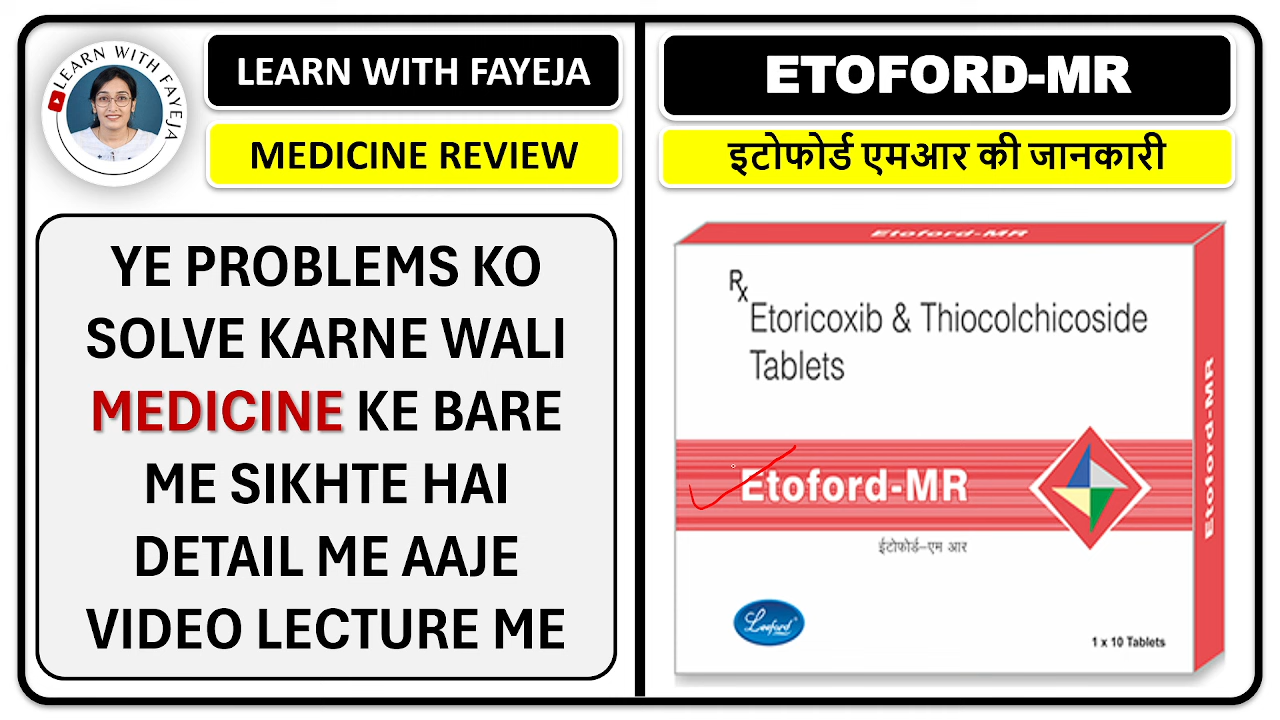 LEARN WITH FAYEJA
LEARN WITH FAYEJA
MEDICINE REVIEW
YE PROBLEMS KO
SOLVE KARNE WALI
MEDICINE KE BARE
ME SIKHTE HAI
DETAIL ME AAJE
VIDEO LECTURE ME
ETOFORD-MR
इटोफोर्ड एमआर की जानकारी
Etoford-MR
Rx
Etoricoxib & Thiocolchicoside
Tablets
Etoford-MR
ईटोफोर्ड–एम आर
Leeford
1 x 10 Tablets
Etoford-MR